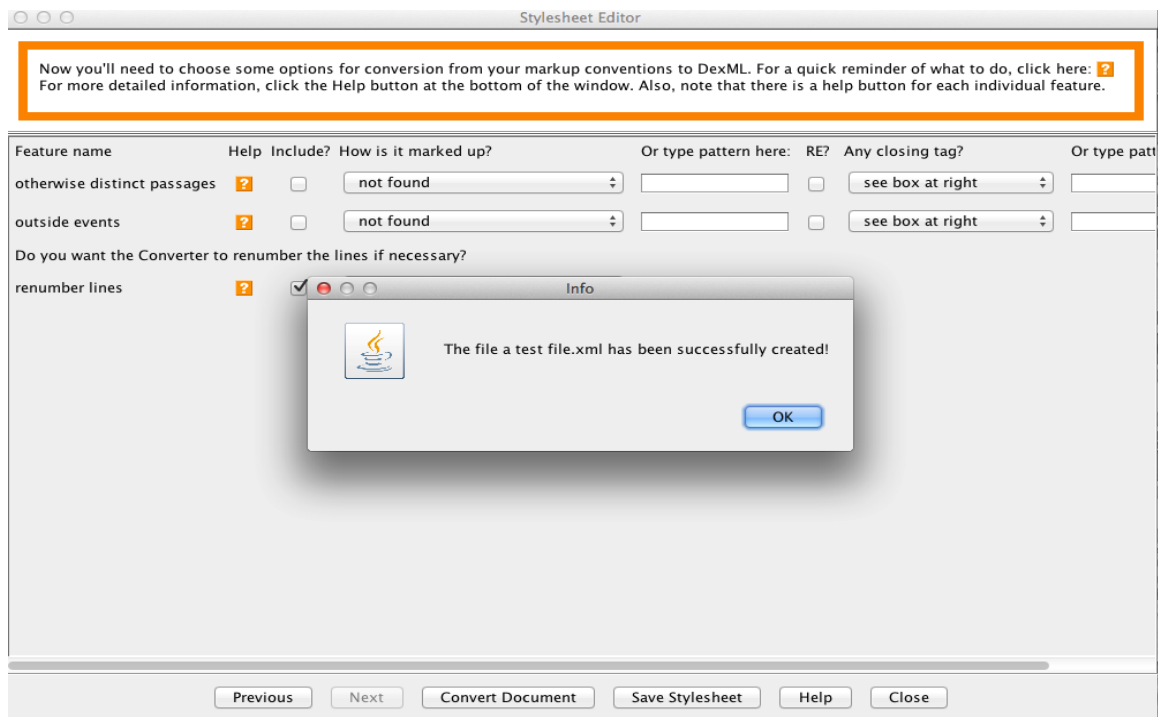 Stylesheet Editor
Now you'll need to choose some options for conversion from your markup conventions to DexML. For a quick reminder of what to do, click here: ?
For more detailed information, click the Help button at the bottom of the window. Also, note that there is a help button for each individual feature.
Feature name Help Include? How is it marked up? Or type pattern here: RE? Any closing tag? Or type patt
otherwise distinct passages ? not found see box at right
outside events ? not found see box at right
Do you want the Converter to renumber the lines if necessary?
renumber lines ?
Info
The file a test file.xml has been successfully created!
OK
Previous Next Convert Document Save Stylesheet Help Close